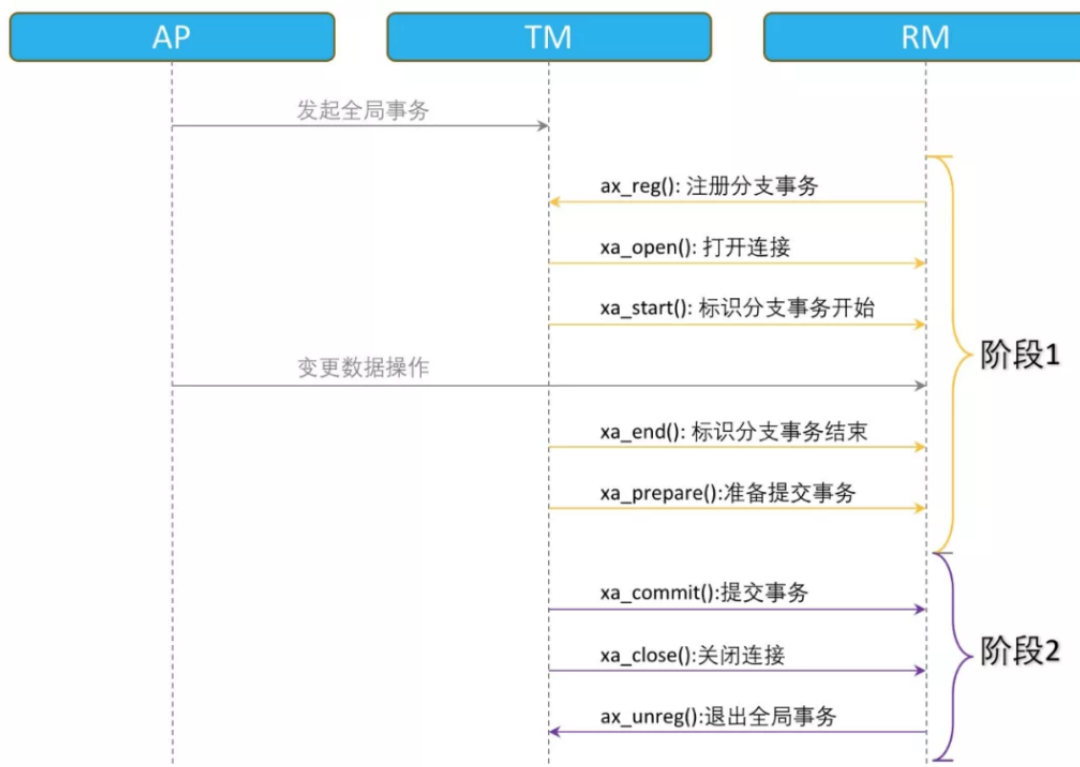 AP
TM
RM
发起全局事务
ax_reg(): 注册分支事务
xa_open(): 打开连接
xa_start(): 标识分支事务开始
变更数据操作
阶段1
xa_end(): 标识分支事务结束
xa_prepare():准备提交事务
xa_commit():提交事务
xa_close():关闭连接
阶段2
ax_unreg():退出全局事务